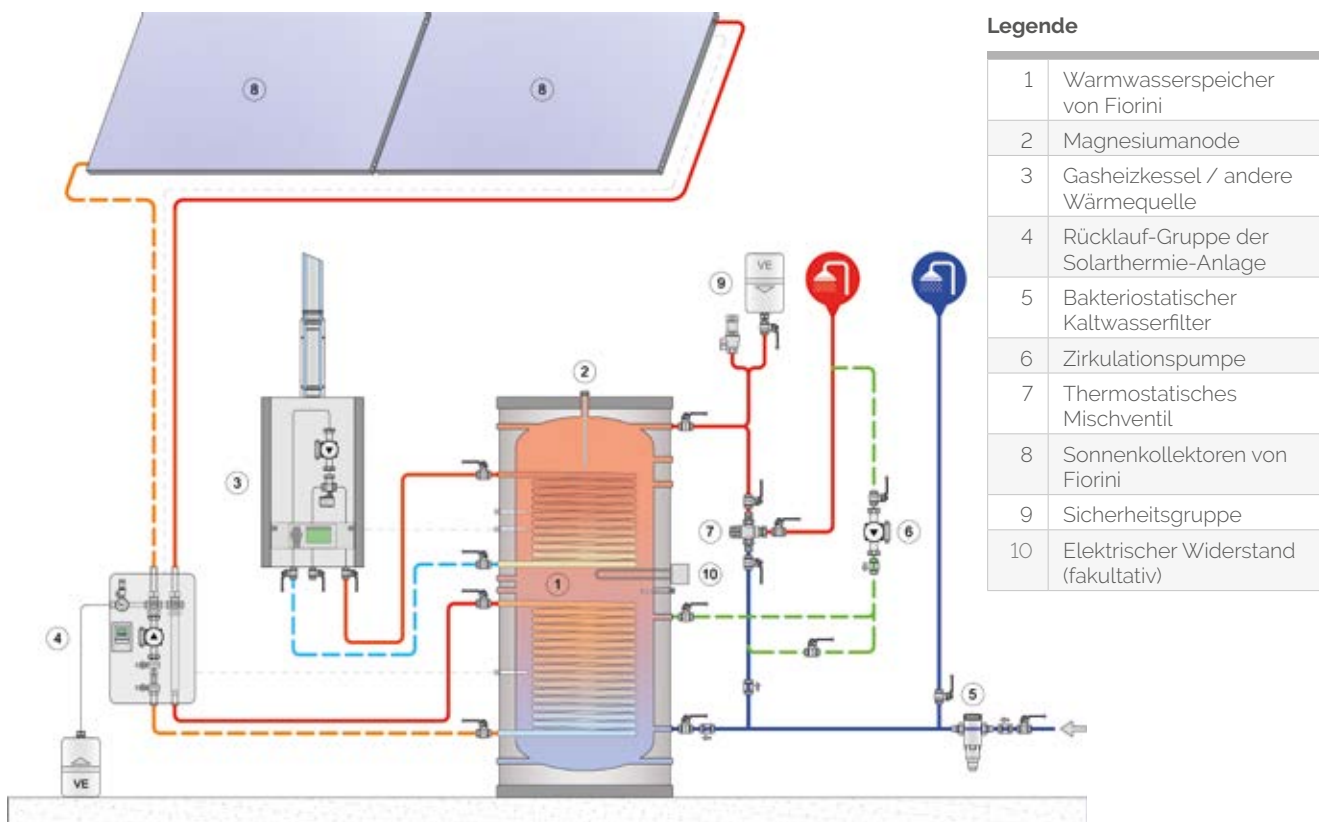 Legende
1 Warmwasserspeicher
von Fiorini
2 Magnesiumanode
3 Gasheizkessel / andere
Wärmequelle
4 Rücklauf-Gruppe der
Solarthermie-Anlage
5 Bakteriostatischer
Kaltwasserfilter
6 Zirkulationspumpe
7 Thermostatisches
Mischventil
8 Sonnenkollektoren von
Fiorini
9 Sicherheitsgruppe
10 Elektrischer Widerstand
(fakultativ)
8
8
VE
9
2
3
7
6
10
1
4
5
VE